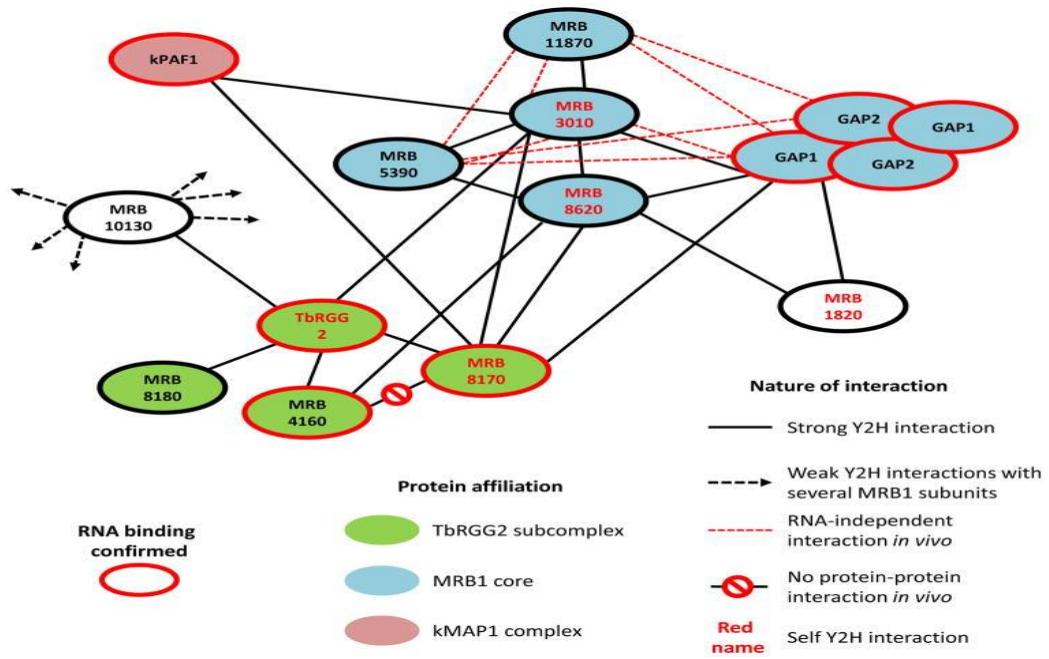 MRB
11870
kPAF1
MRB
3010
GAP2
GAP1
MRB
5390
GAP1
GAP2
MRB
8620
MRB
10130
MRB
1820
TbRGG
2
MRB
8170
MRB
8180
MRB
4160
Nature of interaction
Strong Y2H interaction
Weak Y2H interactions with
several MRB1 subunits
RNA-independent
interaction in vivo
No protein-protein
interaction in vivo
Red
name
Self Y2H interaction
Protein affiliation
TbRGG2 subcomplex
MRB1 core
kMAP1 complex
RNA binding
confirmed